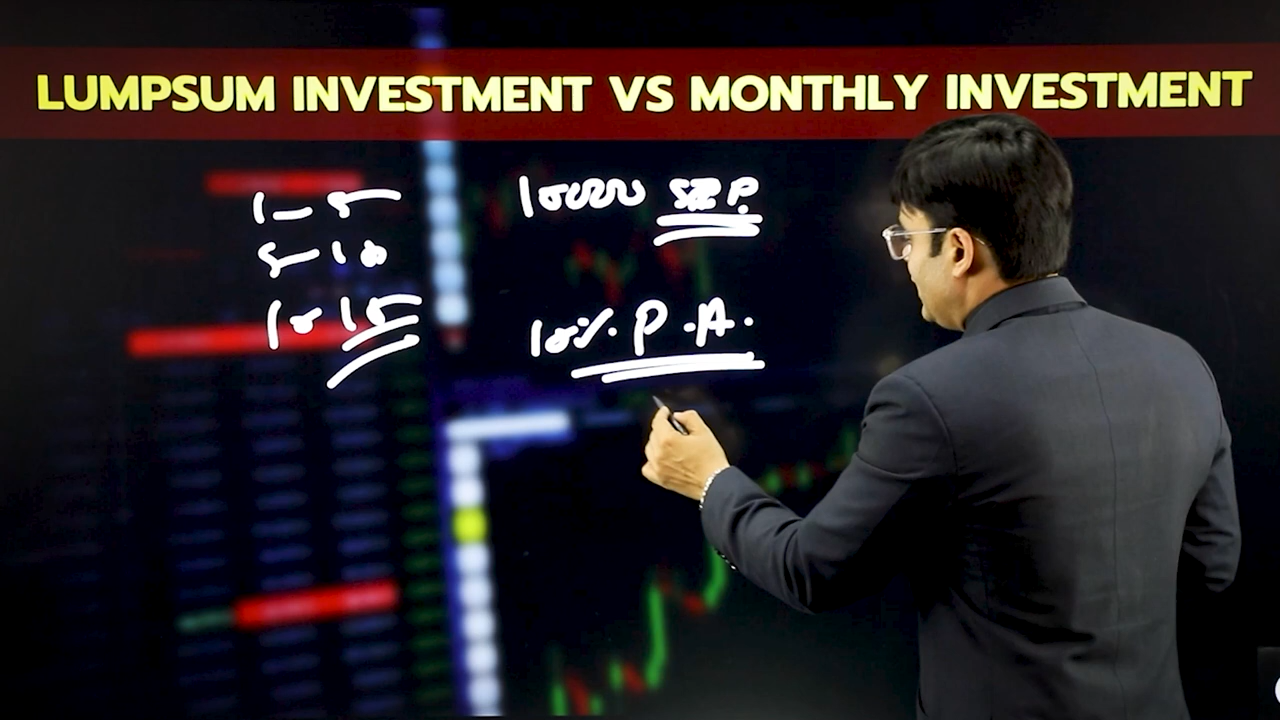 LUMPSUM INVESTMENT VS MONTHLY INVESTMENT
1-5
5-10
10 15
10000 SIP.
10% P.A.